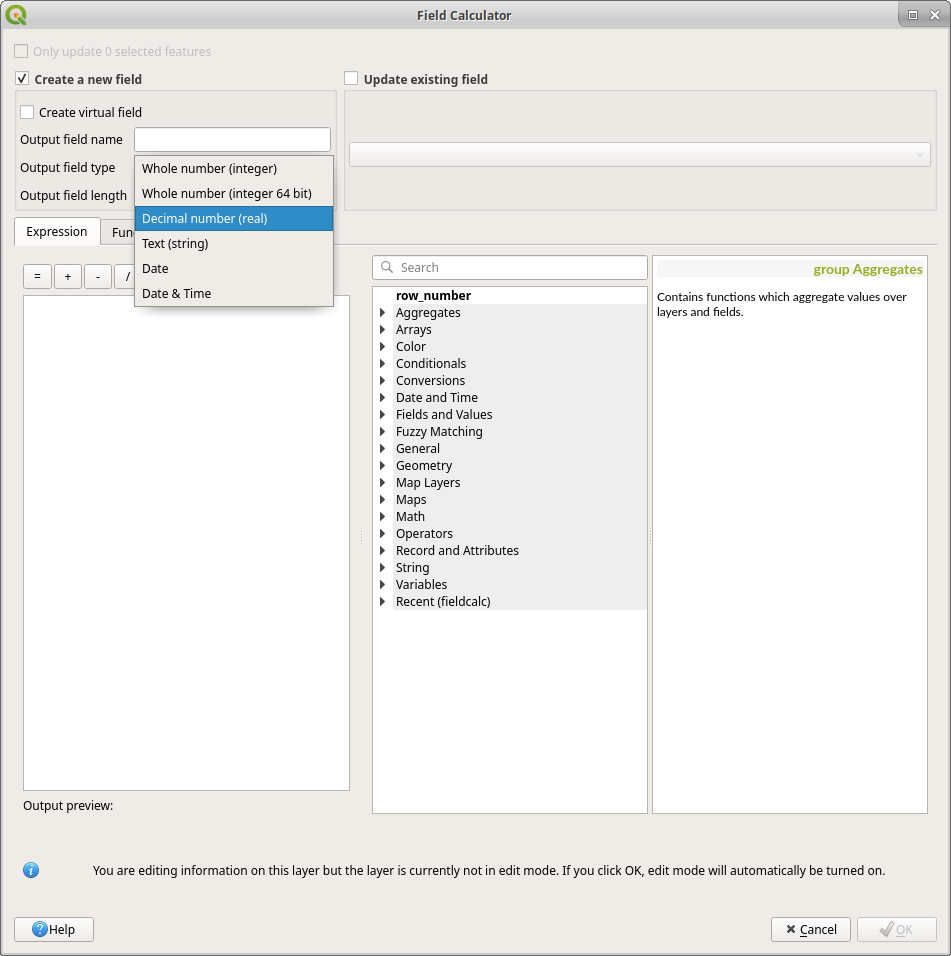 Field Calculator
Only update 0 selected features
Create a new field
Update existing field
Create virtual field
Output field name
Output field type
Output field length
Whole number (integer)
Whole number (integer 64 bit)
Decimal number (real)
Text (string)
Date
Date & Time
Expression
Fun
= + - /
Search
row_number
Aggregates
Arrays
Color
Conditionals
Conversions
Date and Time
Fields and Values
Fuzzy Matching
General
Geometry
Map Layers
Maps
Math
Operators
Record and Attributes
String
Variables
Recent (fieldcalc)
group Aggregates
Contains functions which aggregate values over
layers and fields.
Output preview:
You are editing information on this layer but the layer is currently not in edit mode. If you click OK, edit mode will automatically be turned on.
Help
Cancel
OK